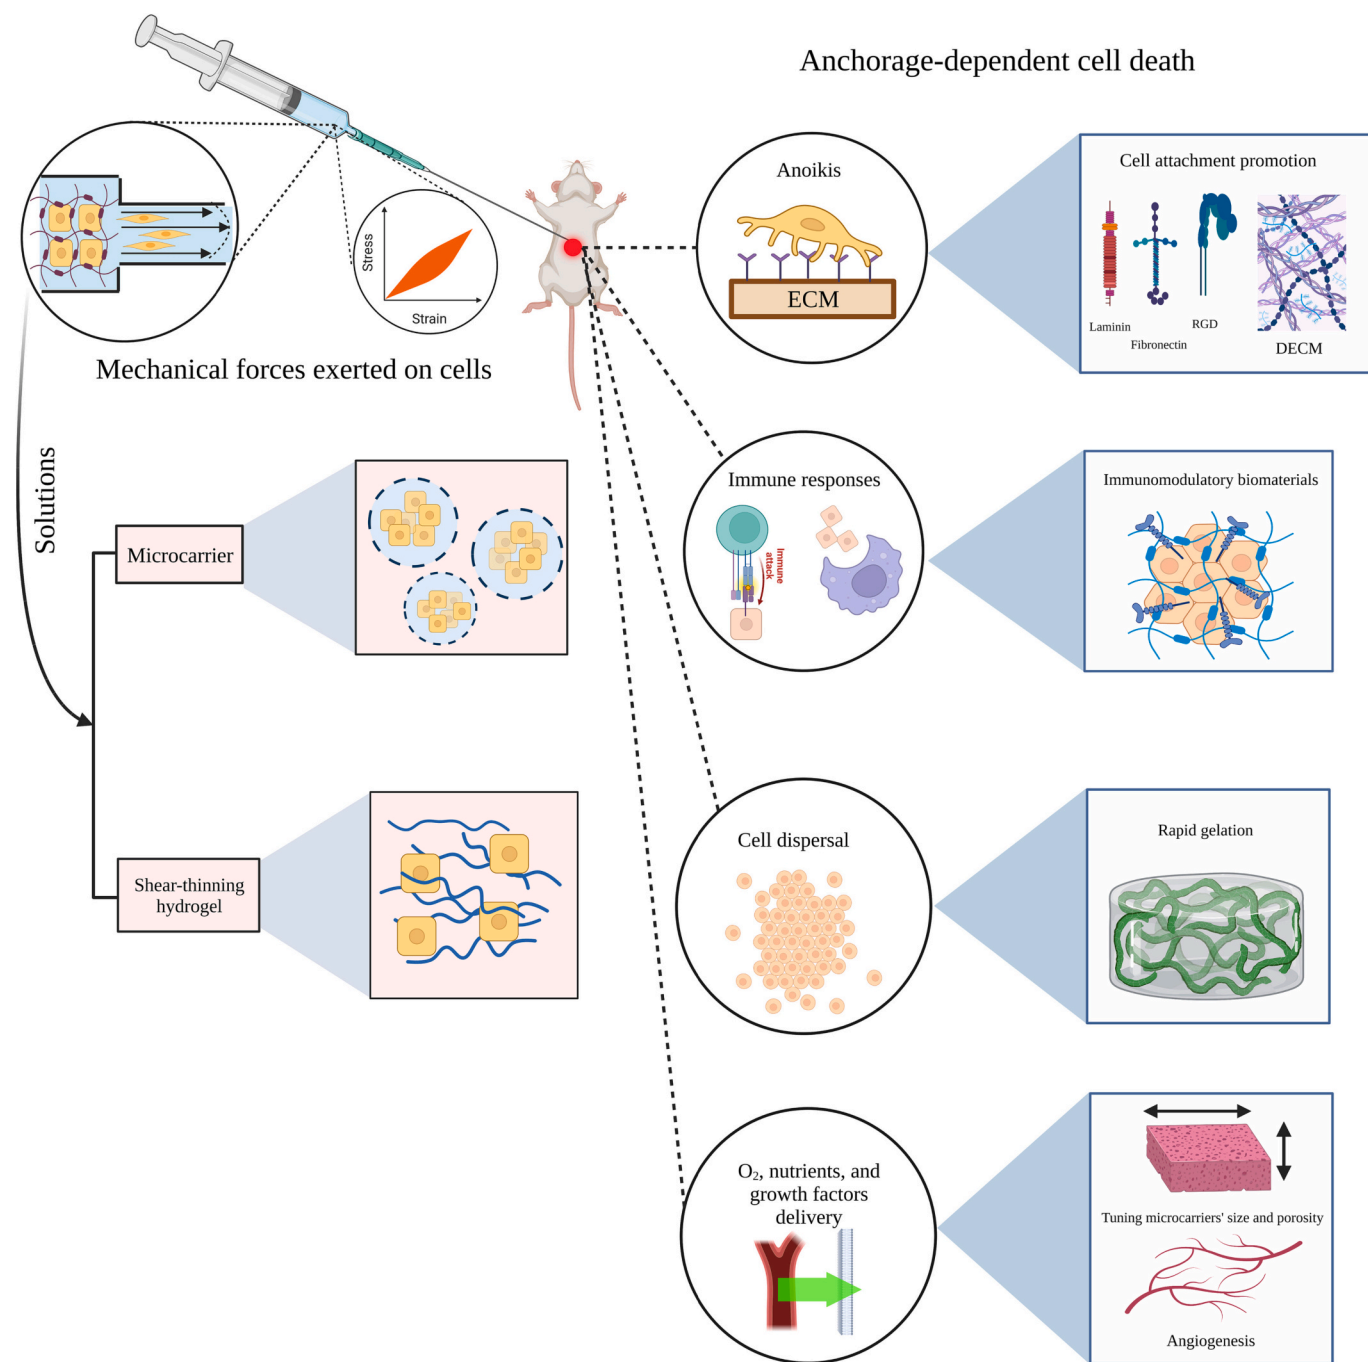 Anchorage-dependent cell death
Stress
Strain
Mechanical forces exerted on cells
Solutions
Microcarrier
Shear-thinning
hydrogel
Anoikis
ECM
Cell attachment promotion
Laminin
Fibronectin
RGD
DECM
Immune responses
Immune
attack
Immunomodulatory biomaterials
Cell dispersal
Rapid gelation
O₂, nutrients, and
growth factors
delivery
Tuning microcarriers' size and porosity
Angiogenesis